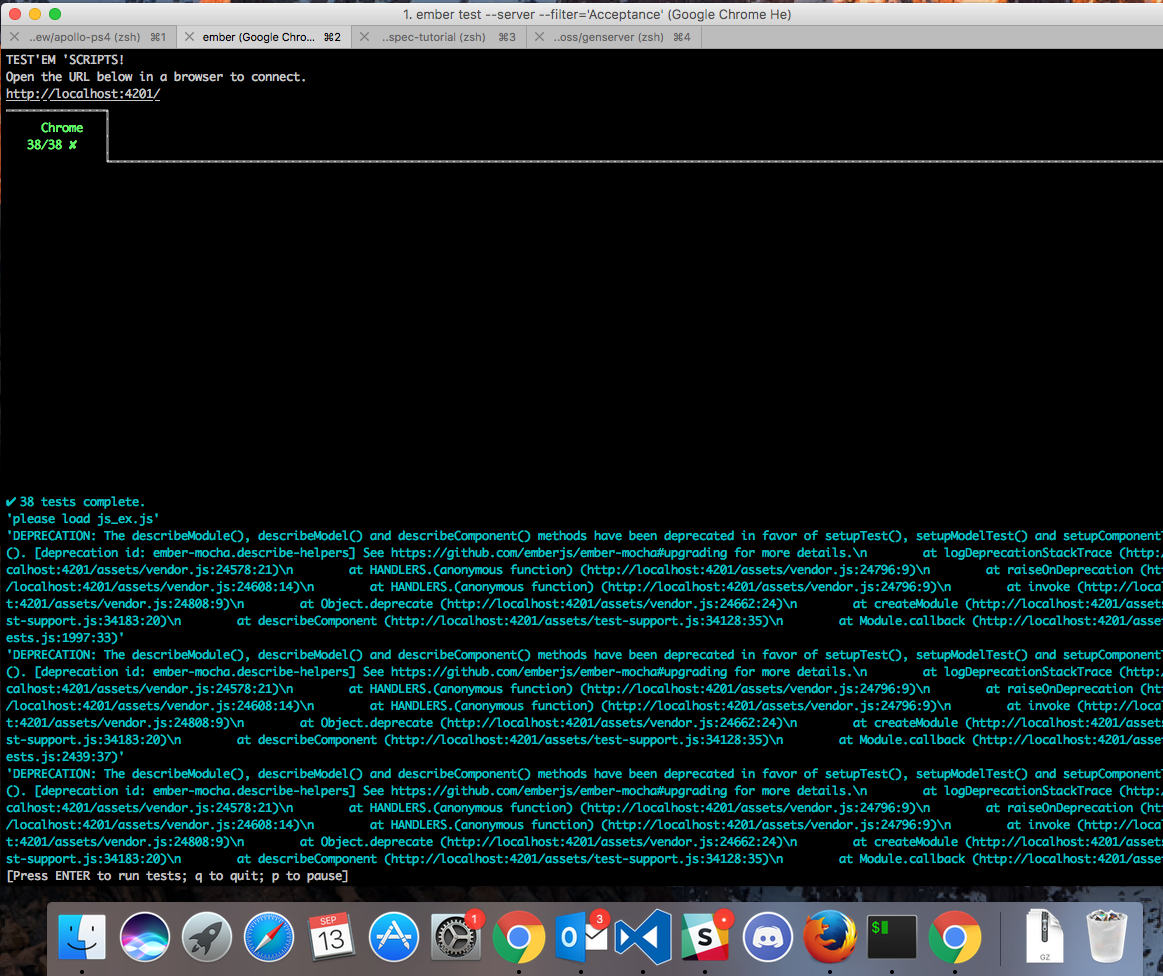 1. ember test --server --filter='Acceptance' (Google Chrome He)
..ew/apollo-ps4 (zsh) ⌘1
ember (Google Chro... ⌘2
..spec-tutorial (zsh) ⌘3
..oss/genserver (zsh) ⌘4
TEST'EM 'SCRIPTS!
Open the URL below in a browser to connect.
http://localhost:4201/
Chrome
38/38 ✘
✔ 38 tests complete.
'please load js_ex.js'
'DEPRECATION: The describeModule(), describeModel() and describeComponent() methods have been deprecated in favor of setupTest(), setupModelTest() and setupComponentT
(). [deprecation id: ember-mocha.describe-helpers] See https://github.com/emberjs/ember-mocha#upgrading for more details.\n        at logDeprecationStackTrace (http:/
calhost:4201/assets/vendor.js:24578:21)\n        at HANDLERS.(anonymous function) (http://localhost:4201/assets/vendor.js:24796:9)\n        at raiseOnDeprecation (htt
/localhost:4201/assets/vendor.js:24608:14)\n        at HANDLERS.(anonymous function) (http://localhost:4201/assets/vendor.js:24796:9)\n        at invoke (http://loca
t:4201/assets/vendor.js:24808:9)\n        at Object.deprecate (http://localhost:4201/assets/vendor.js:24662:24)\n        at createModule (http://localhost:4201/assets
st-support.js:34183:20)\n        at describeComponent (http://localhost:4201/assets/test-support.js:34128:35)\n        at Module.callback (http://localhost:4201/asse
ests.js:1997:33)'
'DEPRECATION: The describeModule(), describeModel() and describeComponent() methods have been deprecated in favor of setupTest(), setupModelTest() and setupComponentT
(). [deprecation id: ember-mocha.describe-helpers] See https://github.com/emberjs/ember-mocha#upgrading for more details.\n        at logDeprecationStackTrace (http:/
calhost:4201/assets/vendor.js:24578:21)\n        at HANDLERS.(anonymous function) (http://localhost:4201/assets/vendor.js:24796:9)\n        at raiseOnDeprecation (htt
/localhost:4201/assets/vendor.js:24608:14)\n        at HANDLERS.(anonymous function) (http://localhost:4201/assets/vendor.js:24796:9)\n        at invoke (http://loca
t:4201/assets/vendor.js:24808:9)\n        at Object.deprecate (http://localhost:4201/assets/vendor.js:24662:24)\n        at createModule (http://localhost:4201/assets
st-support.js:34183:20)\n        at describeComponent (http://localhost:4201/assets/test-support.js:34128:35)\n        at Module.callback (http://localhost:4201/asse
ests.js:2439:37)'
'DEPRECATION: The describeModule(), describeModel() and describeComponent() methods have been deprecated in favor of setupTest(), setupModelTest() and setupComponentT
(). [deprecation id: ember-mocha.describe-helpers] See https://github.com/emberjs/ember-mocha#upgrading for more details.\n        at logDeprecationStackTrace (http:/
calhost:4201/assets/vendor.js:24578:21)\n        at HANDLERS.(anonymous function) (http://localhost:4201/assets/vendor.js:24796:9)\n        at raiseOnDeprecation (htt
/localhost:4201/assets/vendor.js:24608:14)\n        at HANDLERS.(anonymous function) (http://localhost:4201/assets/vendor.js:24796:9)\n        at invoke (http://loca
t:4201/assets/vendor.js:24808:9)\n        at Object.deprecate (http://localhost:4201/assets/vendor.js:24662:24)\n        at createModule (http://localhost:4201/assets
st-support.js:34183:20)\n        at describeComponent (http://localhost:4201/assets/test-support.js:34128:35)\n        at Module.callback (http://localhost:4201/asse
[Press ENTER to run tests; q to quit; p to pause]
SEP
13
1
3
S
$
GZ